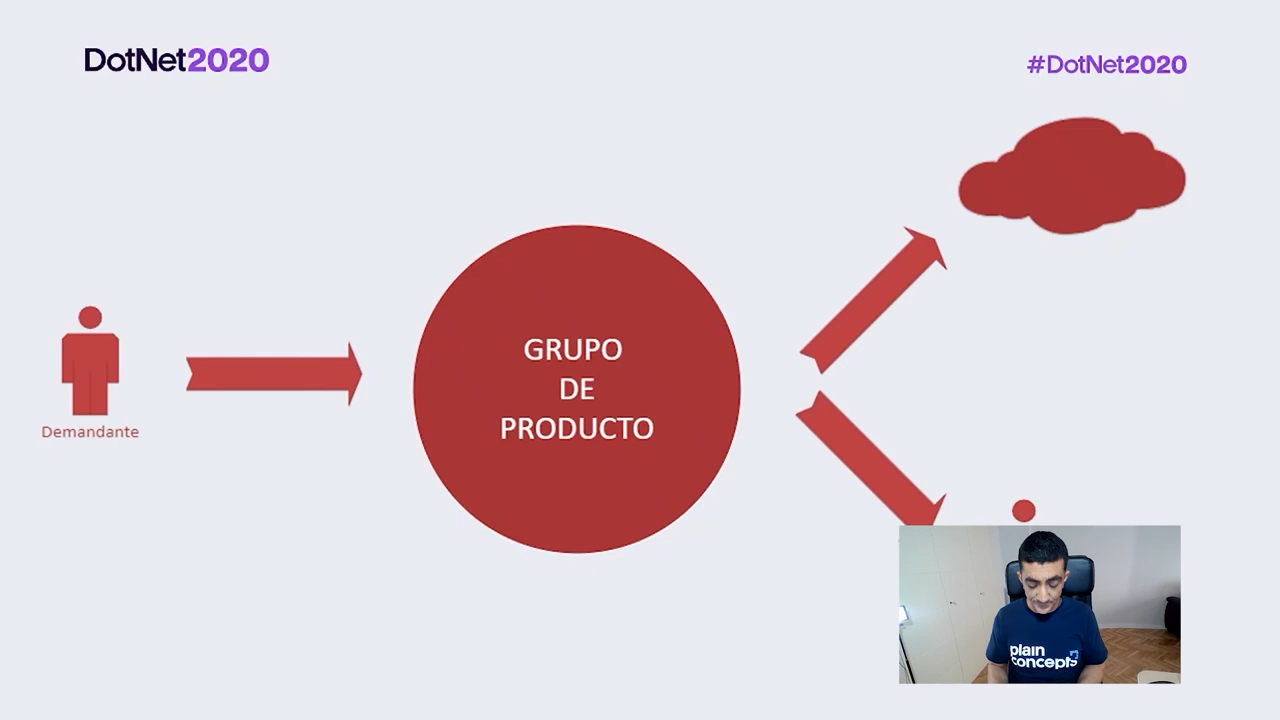 DotNet2020
#DotNet2020
GRUPO
DE
PRODUCTO
Demandante
plain
concepts